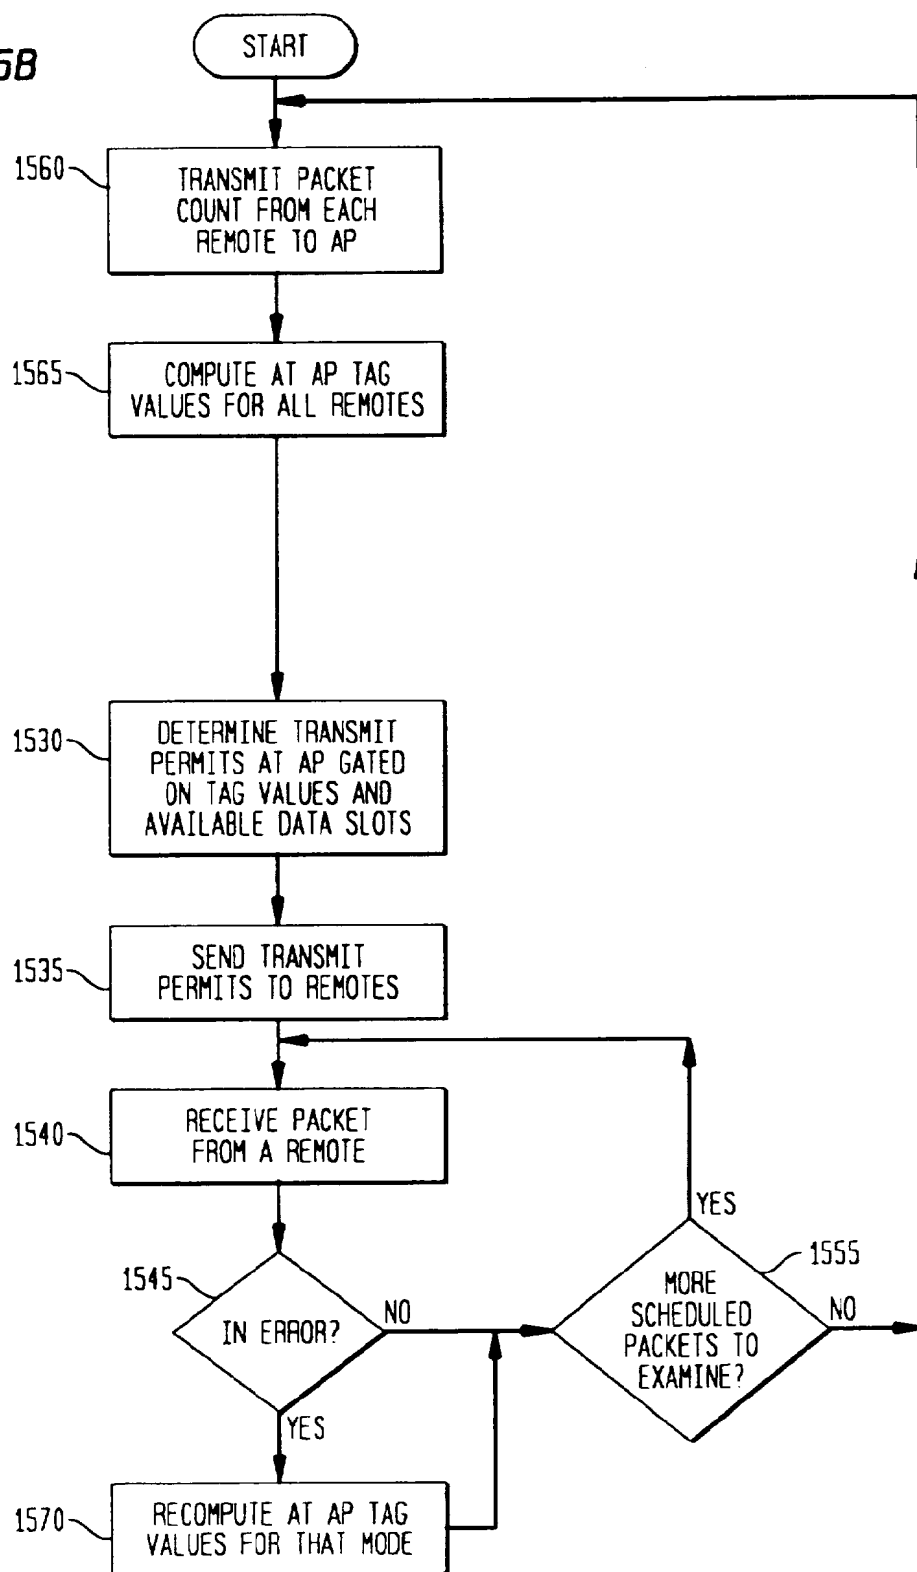 5B
START
1560
TRANSMIT PACKET
COUNT FROM EACH
REMOTE TO AP
1565
COMPUTE AT AP TAG
VALUES FOR ALL REMOTES
1530
DETERMINE TRANSMIT
PERMITS AT AP GATED
ON TAG VALUES AND
AVAILABLE DATA SLOTS
1535
SEND TRANSMIT
PERMITS TO REMOTES
1540
RECEIVE PACKET
FROM A REMOTE
YES
1545
IN ERROR?
NO
1555
MORE
SCHEDULED
PACKETS TO
EXAMINE?
NO
YES
1570
RECOMPUTE AT AP TAG
VALUES FOR THAT MODE